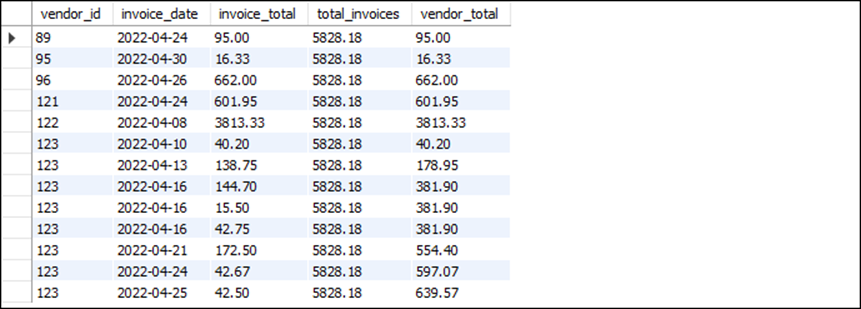 vendor_id invoice_date invoice_total total_invoices vendor_total
89 2022-04-24 95.00 5828.18 95.00
95 2022-04-30 16.33 5828.18 16.33
96 2022-04-26 662.00 5828.18 662.00
121 2022-04-24 601.95 5828.18 601.95
122 2022-04-08 3813.33 5828.18 3813.33
123 2022-04-10 40.20 5828.18 40.20
123 2022-04-13 138.75 5828.18 178.95
123 2022-04-16 144.70 5828.18 381.90
123 2022-04-16 15.50 5828.18 381.90
123 2022-04-16 42.75 5828.18 381.90
123 2022-04-21 172.50 5828.18 554.40
123 2022-04-24 42.67 5828.18 597.07
123 2022-04-25 42.50 5828.18 639.57